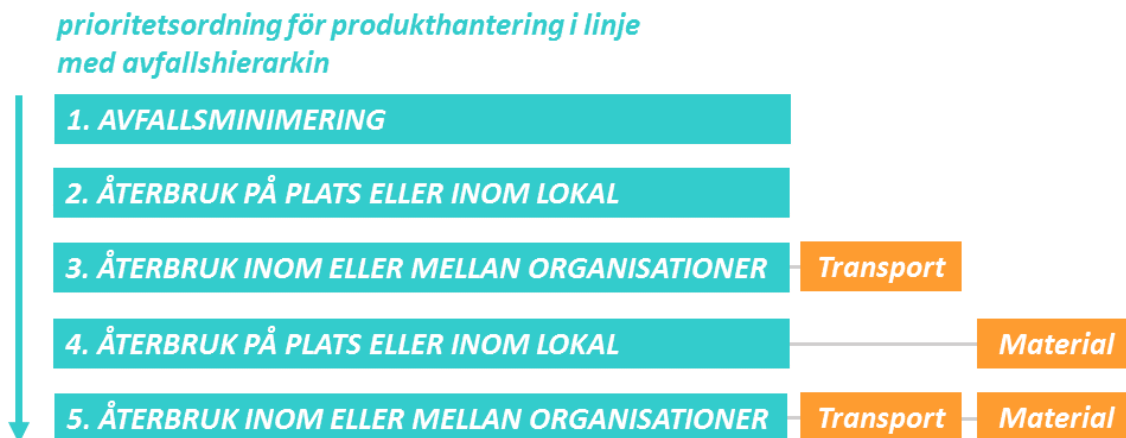 prioritetsordning för produkthantering i linje
med avfallshierarkin
1. AVFALLSMINIMERING
2. ÅTERBRUK PÅ PLATS ELLER INOM LOKAL
3. ÅTERBRUK INOM ELLER MELLAN ORGANISATIONER Transport
4. ÅTERBRUK PÅ PLATS ELLER INOM LOKAL Material
5. ÅTERBRUK INOM ELLER MELLAN ORGANISATIONER Transport Material